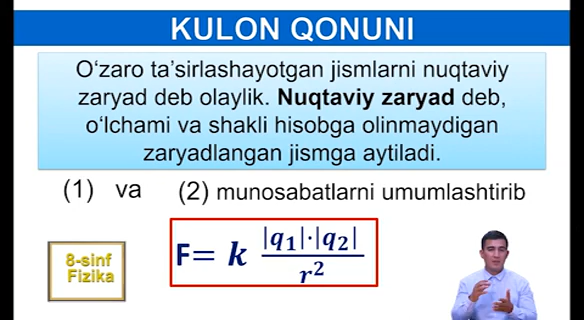 KULON QONUNI
O‘zaro ta’sirlashayotgan jismlarni nuqtaviy
zaryad deb olaylik. Nuqtaviy zaryad deb,
o‘lchami va shakli hisobga olinmaydigan
zaryadlangan jismga aytiladi.
(1) va (2) munosabatlarni umumlashtirib
F= k |q₁|·|q₂| / r²
8-sinf
Fizika